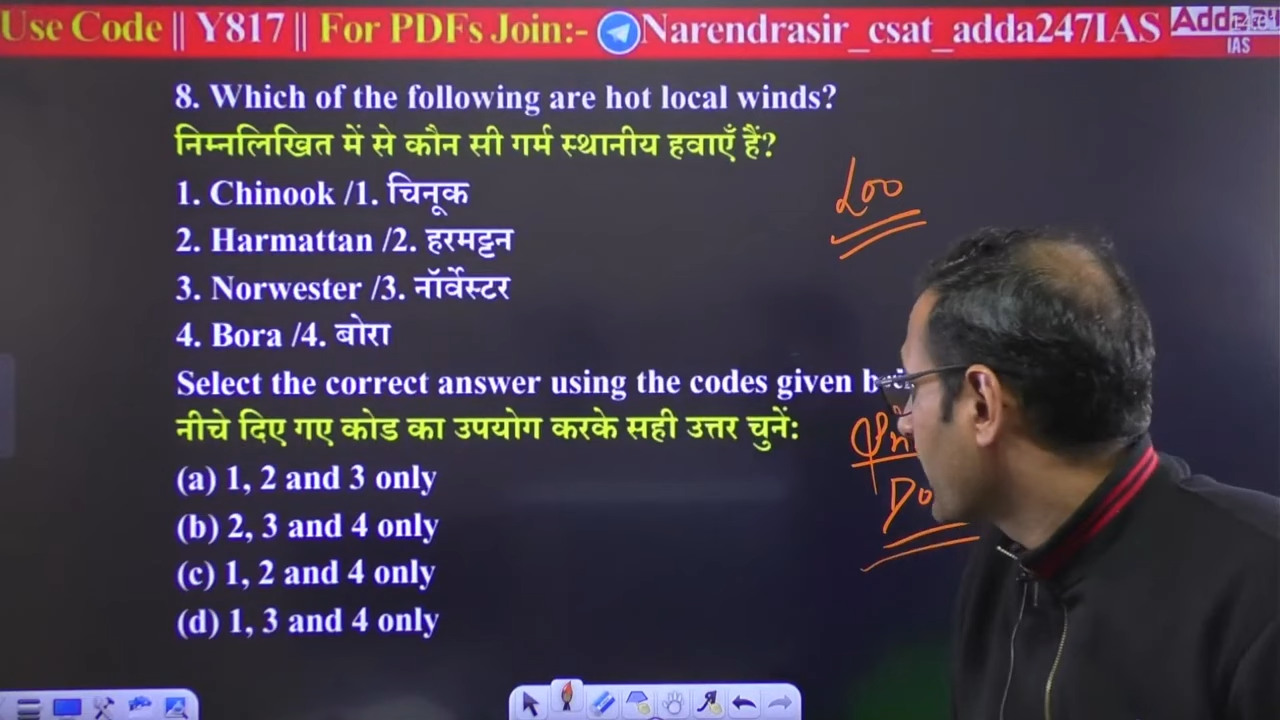 Use Code || Y817 || For PDFs Join:- Narendrasir_csat_adda247IAS
IAS
8. Which of the following are hot local winds?
निम्नलिखित में से कौन सी गर्म स्थानीय हवाएँ हैं?
1. Chinook /1. चिनूक
Loo
2. Harmattan /2. हरमट्टन
3. Norwester /3. नॉर्वेस्टर
4. Bora /4. बोरा
Select the correct answer using the codes given
नीचे दिए गए कोड का उपयोग करके सही उत्तर चुनें:
(a) 1, 2 and 3 only
(b) 2, 3 and 4 only
(c) 1, 2 and 4 only
(d) 1, 3 and 4 only